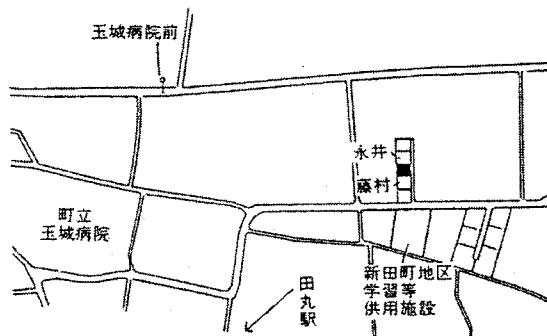 玉城病院前
永井
藤村
町立
玉城病院
新田町地区
学習等
供用施設
田丸駅